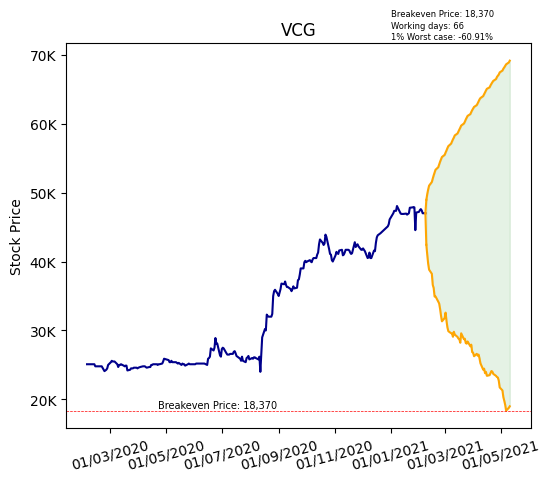 Breakeven Price: 18,370
Working days: 66
1% Worst case: -60.91%
VCG
Stock Price
70K
60K
50K
40K
30K
20K
Breakeven Price: 18,370
01/03/2020 01/05/2020 01/07/2020 01/09/2020 01/11/2020 01/01/2021 01/03/2021 01/05/2021